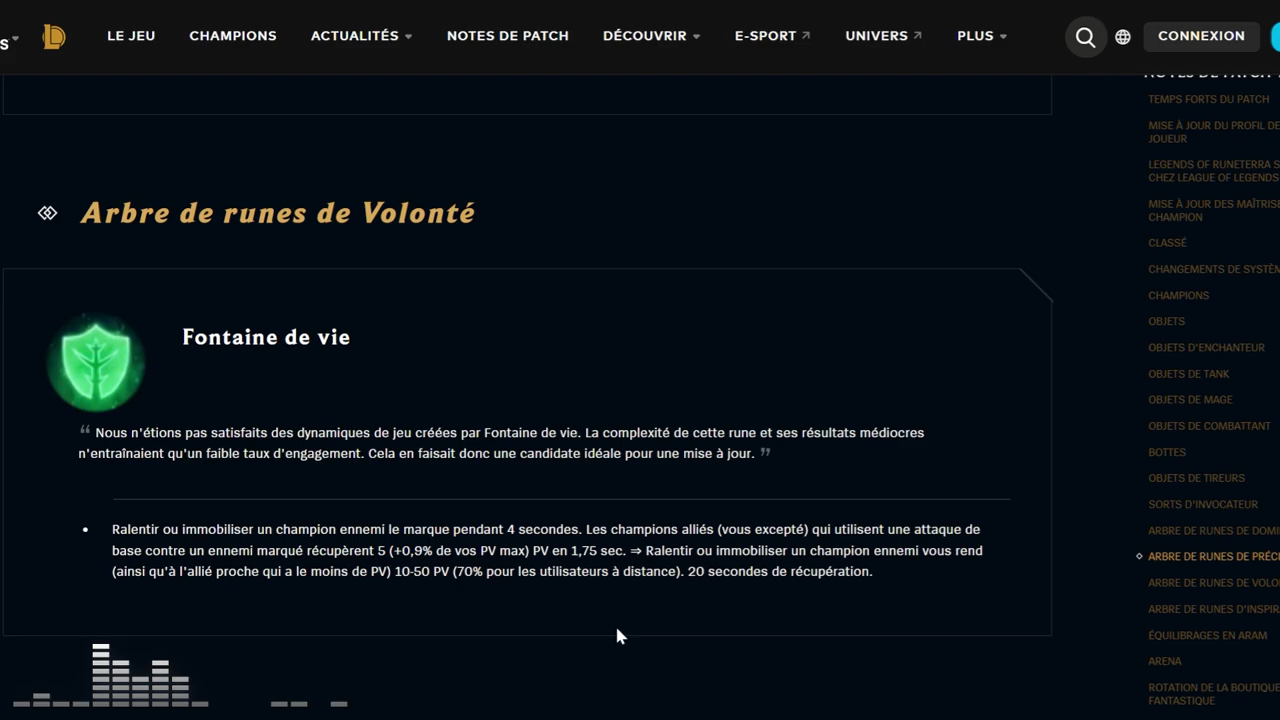 S
LE JEU CHAMPIONS ACTUALITÉS NOTES DE PATCH DÉCOUVRIR E-SPORT UNIVERS PLUS CONNEXION
Arbre de runes de Volonté
Fontaine de vie
“ Nous n'étions pas satisfaits des dynamiques de jeu créées par Fontaine de vie. La complexité de cette rune et ses résultats médiocres
n'entraînaient qu'un faible taux d'engagement. Cela en faisait donc une candidate idéale pour une mise à jour. ”
• Ralentir ou immobiliser un champion ennemi le marque pendant 4 secondes. Les champions alliés (vous excepté) qui utilisent une attaque de
base contre un ennemi marqué récupèrent 5 (+0,9% de vos PV max) PV en 1,75 sec. ⇒ Ralentir ou immobiliser un champion ennemi vous rend
(ainsi qu'à l'allié proche qui a le moins de PV) 10-50 PV (70% pour les utilisateurs à distance). 20 secondes de récupération.
TEMPS FORTS DU PATCH
MISE À JOUR DU PROFIL DE
JOUEUR
LEGENDS OF RUNETERRA S
CHEZ LEAGUE OF LEGENDS
MISE À JOUR DES MAÎTRISE
CHAMPION
CLASSÉ
CHANGEMENTS DE SYSTÈ
CHAMPIONS
OBJETS
OBJETS D'ENCHANTEUR
OBJETS DE TANK
OBJETS DE MAGE
OBJETS DE COMBATTANT
BOTTES
OBJETS DE TIREURS
SORTS D'INVOCATEUR
ARBRE DE RUNES DE DOMI
ARBRE DE RUNES DE PRÉC
ARBRE DE RUNES DE VOLO
ARBRE DE RUNES D'INSPIR
ÉQUILIBRAGES EN ARAM
ARENA
ROTATION DE LA BOUTIQUE
FANTASTIQUE